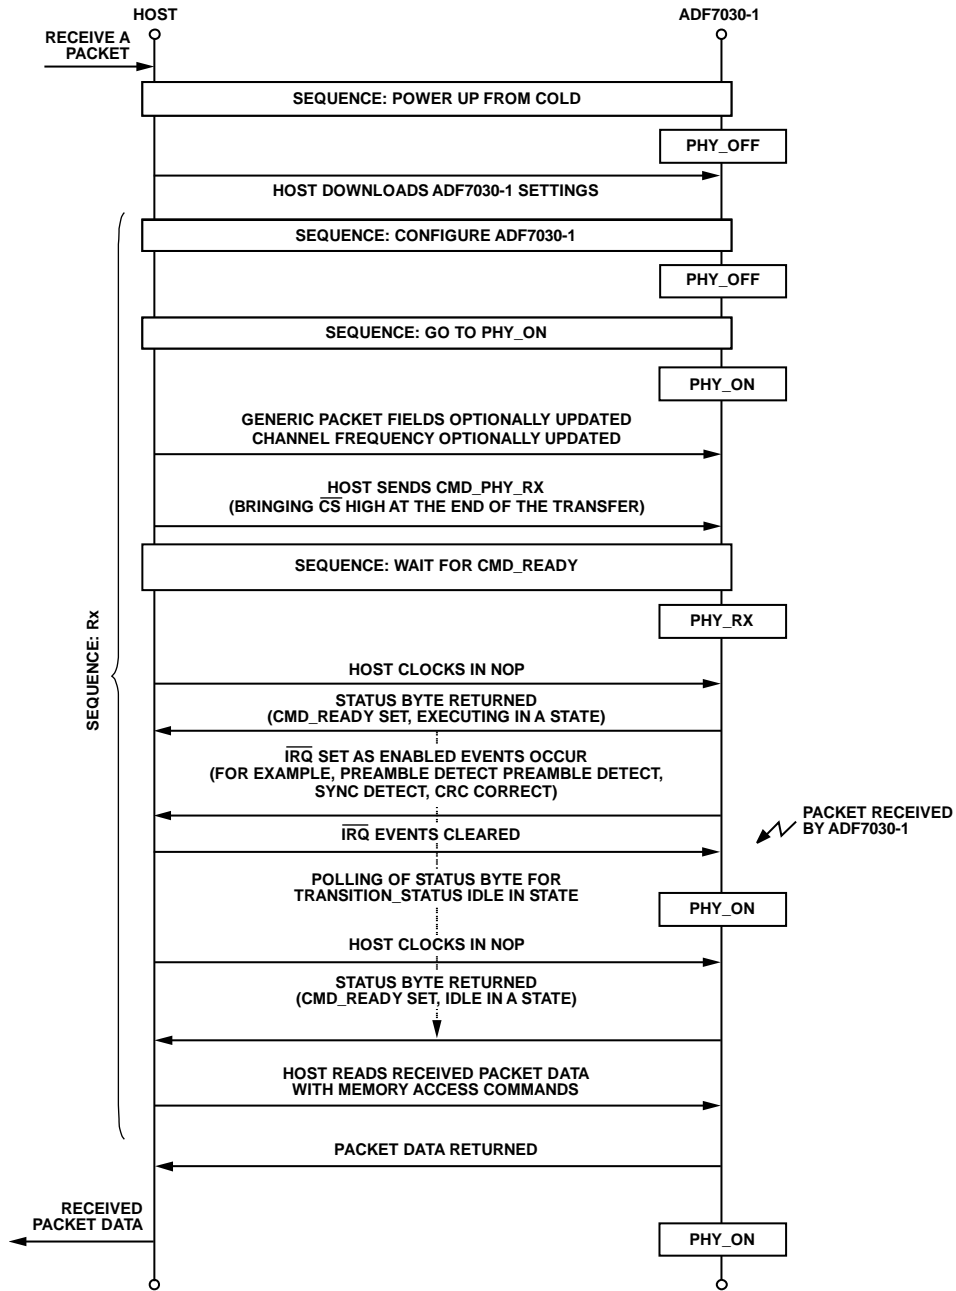 HOST
ADF7030-1
RECEIVE A
PACKET
SEQUENCE: POWER UP FROM COLD
PHY_OFF
HOST DOWNLOADS ADF7030-1 SETTINGS
SEQUENCE: CONFIGURE ADF7030-1
PHY_OFF
SEQUENCE: GO TO PHY_ON
PHY_ON
GENERIC PACKET FIELDS OPTIONALLY UPDATED
CHANNEL FREQUENCY OPTIONALLY UPDATED
HOST SENDS CMD_PHY_RX
(BRINGING C̅S̅ HIGH AT THE END OF THE TRANSFER)
SEQUENCE: WAIT FOR CMD_READY
PHY_RX
SEQUENCE: Rx
HOST CLOCKS IN NOP
STATUS BYTE RETURNED
(CMD_READY SET, EXECUTING IN A STATE)
I̅R̅Q̅ SET AS ENABLED EVENTS OCCUR
(FOR EXAMPLE, PREAMBLE DETECT PREAMBLE DETECT,
SYNC DETECT, CRC CORRECT)
PACKET RECEIVED
BY ADF7030-1
I̅R̅Q̅ EVENTS CLEARED
POLLING OF STATUS BYTE FOR
TRANSITION_STATUS IDLE IN STATE
PHY_ON
HOST CLOCKS IN NOP
STATUS BYTE RETURNED
(CMD_READY SET, IDLE IN A STATE)
HOST READS RECEIVED PACKET DATA
WITH MEMORY ACCESS COMMANDS
PACKET DATA RETURNED
RECEIVED
PACKET DATA
PHY_ON